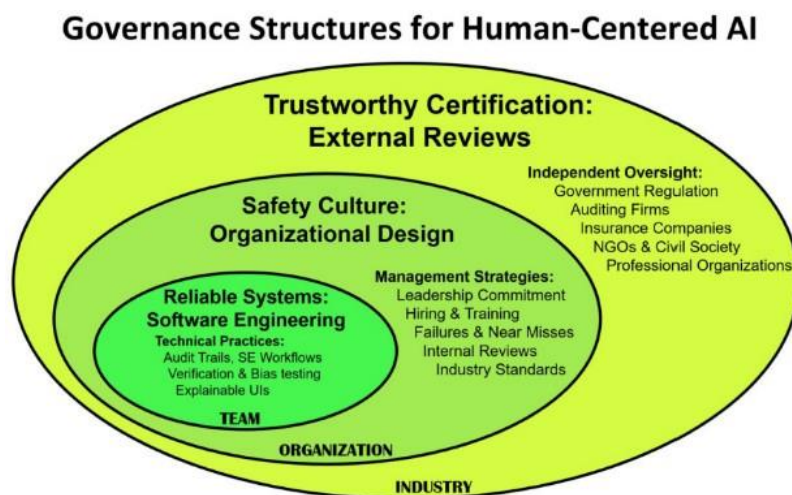 Governance Structures for Human-Centered AI
Trustworthy Certification:
External Reviews
Independent Oversight:
Government Regulation
Auditing Firms
Insurance Companies
NGOs & Civil Society
Professional Organizations
Safety Culture:
Organizational Design
Management Strategies:
Leadership Commitment
Hiring & Training
Failures & Near Misses
Internal Reviews
Industry Standards
Reliable Systems:
Software Engineering
Technical Practices:
Audit Trails, SE Workflows
Verification & Bias testing
Explainable UIs
TEAM
ORGANIZATION
INDUSTRY